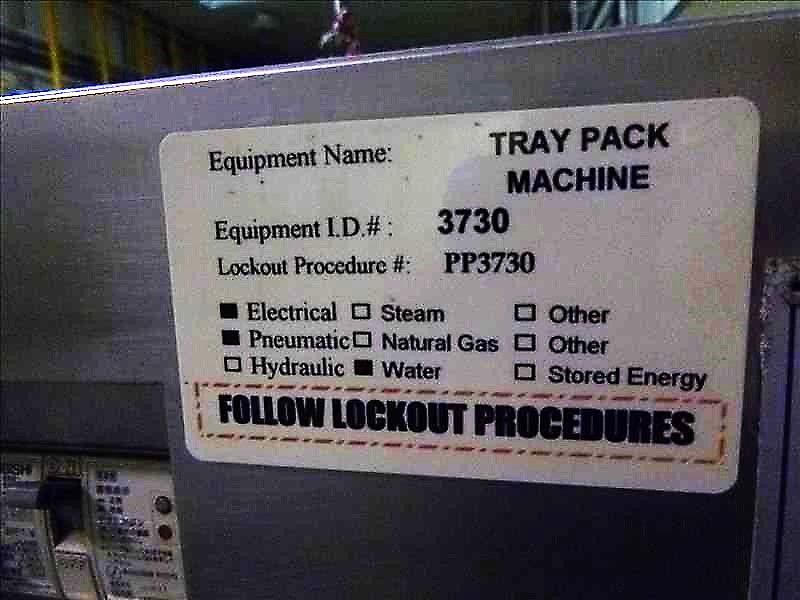 Equipment Name: TRAY PACK
MACHINE
Equipment I.D.# : 3730
Lockout Procedure #: PP3730
■ Electrical □ Steam □ Other
■ Pneumatic □ Natural Gas □ Other
□ Hydraulic ■ Water □ Stored Energy
FOLLOW LOCKOUT PROCEDURES